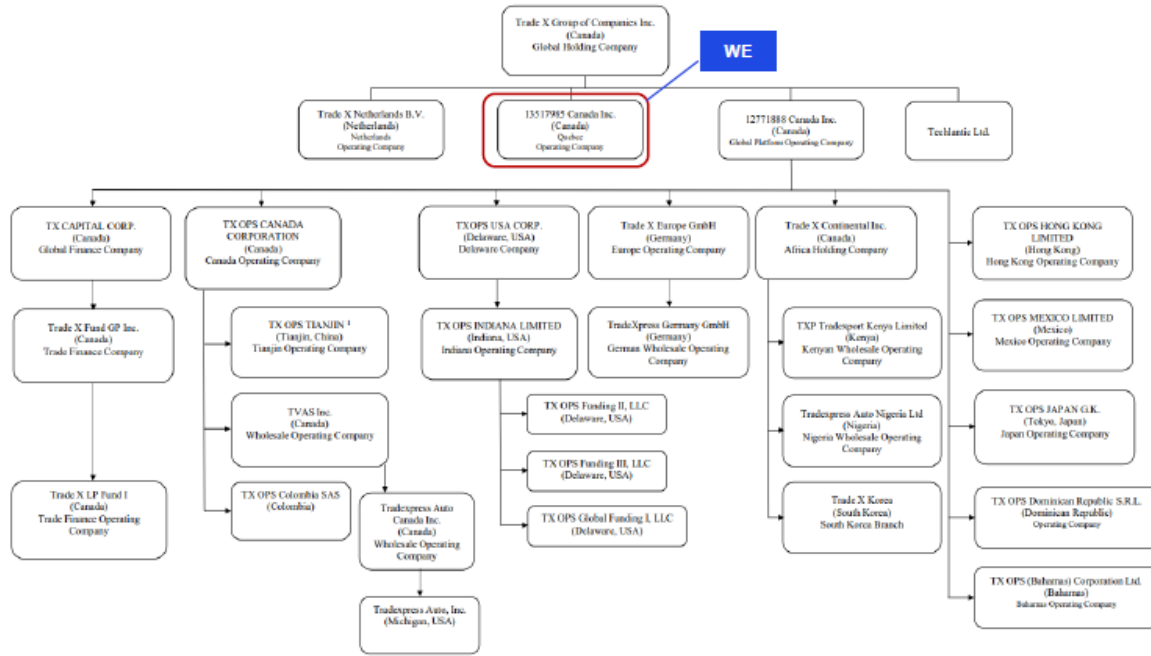 Trade X Group of Companies Inc.
(Canada)
Global Holding Company
WE
Trade X Netherlands B.V.
(Netherlands)
Netherlands
Operating Company
13517985 Canada Inc.
(Canada)
Quebec
Operating Company
12771888 Canada Inc.
(Canada)
Global Platform Operating Company
Techlantic Ltd.
TX CAPITAL CORP.
(Canada)
Global Finance Company
TX OPS CANADA
CORPORATION
(Canada)
Canada Operating Company
TXOPS USA CORP.
(Delaware, USA)
Delaware Company
Trade X Europe GmbH
(Germany)
Europe Operating Company
Trade X Continental Inc.
(Canada)
Africa Holding Company
TX OPS HONG KONG
LIMITED
(Hong Kong)
Hong Kong Operating Company
Trade X Fund GP Inc.
(Canada)
Trade Finance Company
TX OPS TIANJIN ¹
(Tianjin, China)
Tianjin Operating Company
TX OPS INDIANA LIMITED
(Indiana, USA)
Indiana Operating Company
TradeXpress Germany GmbH
(Germany)
German Wholesale Operating
Company
TXP Tradexport Kenya Limited
(Kenya)
Kenyan Wholesale Operating
Company
TX OPS MEXICO LIMITED
(Mexico)
Mexico Operating Company
TVAS Inc.
(Canada)
Wholesale Operating Company
TX OPS Funding II, LLC
(Delaware, USA)
Tradexpress Auto Nigeria Ltd
(Nigeria)
Nigeria Wholesale Operating
Company
TX OPS JAPAN G.K.
(Tokyo, Japan)
Japan Operating Company
TX OPS Funding III, LLC
(Delaware, USA)
Trade X LP Fund I
(Canada)
Trade Finance Operating
Company
TX OPS Colombia SAS
(Colombia)
Tradexpress Auto
Canada Inc.
(Canada)
Wholesale Operating
Company
TX OPS Global Funding I, LLC
(Delaware, USA)
Trade X Korea
(South Korea)
South Korea Branch
TX OPS Dominican Republic S.R.L.
(Dominican Republic)
Operating Company
Tradexpress Auto, Inc.
(Michigan, USA)
TX OPS (Bahamas) Corporation Ltd.
(Bahamas)
Bahamas Operating Company